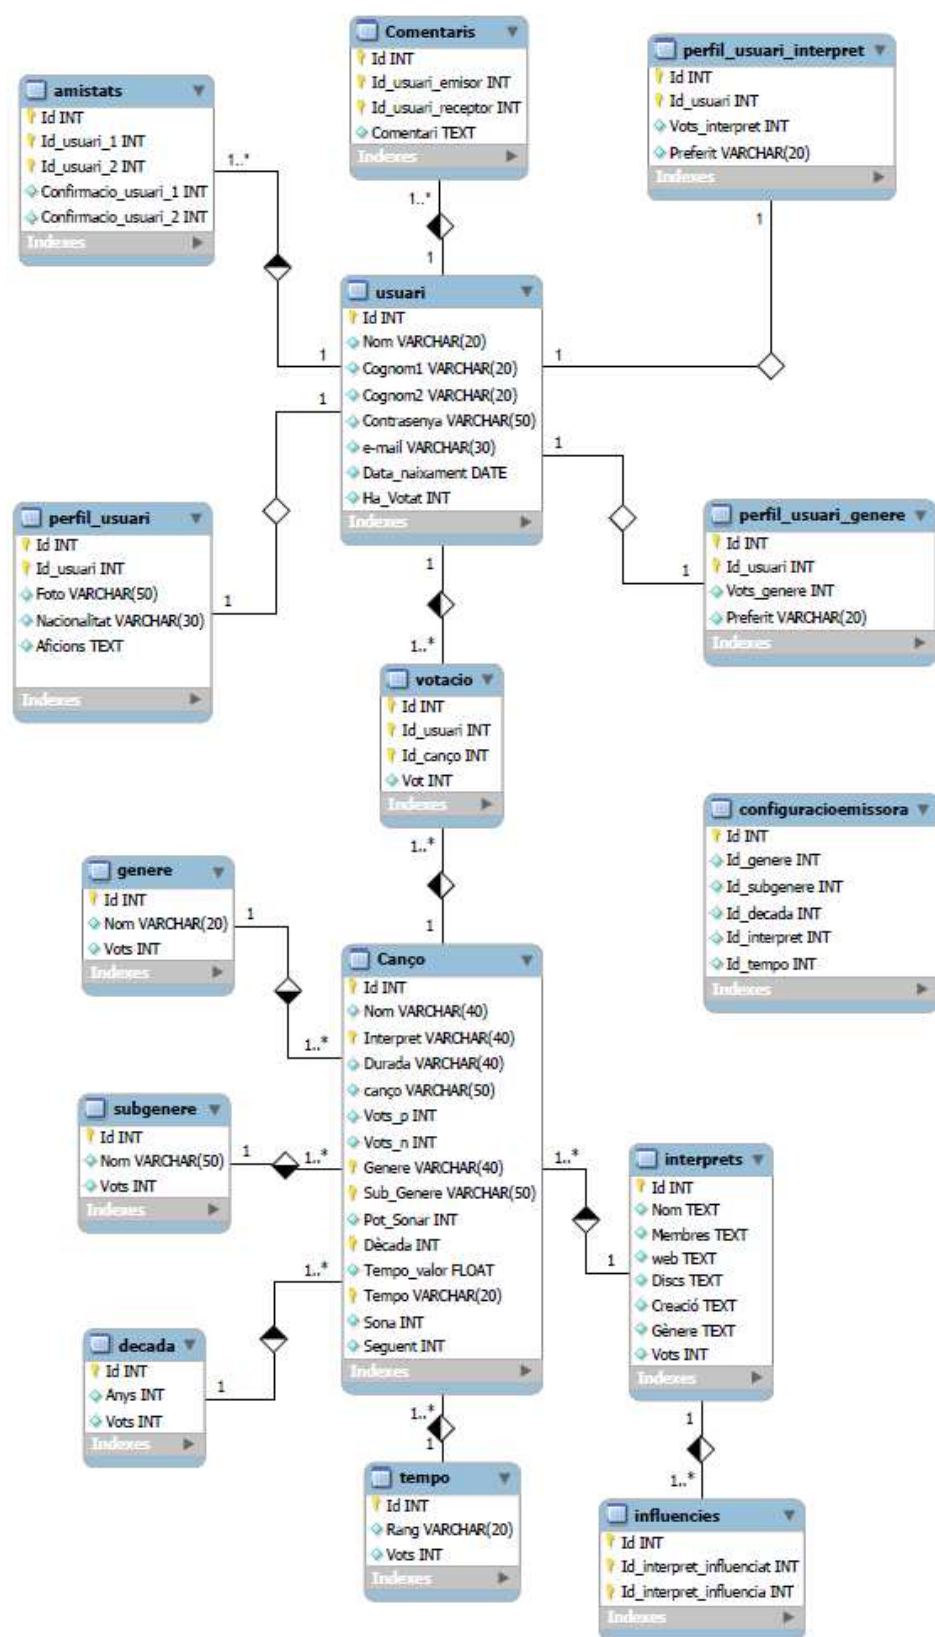 Comentaris
Id INT
Id_usuari_emisor INT
Id_usuari_receptor INT
Comentari TEXT
Indexes
perfil_usuari_interpret
Id INT
Id_usuari INT
Vots_interpret INT
Preferit VARCHAR(20)
Indexes
amistats
Id INT
Id_usuari_1 INT
Id_usuari_2 INT
Confirmacio_usuari_1 INT
Confirmacio_usuari_2 INT
Indexes
1..*
1..*
1
1
usuari
Id INT
Nom VARCHAR(20)
Cognom1 VARCHAR(20)
Cognom2 VARCHAR(20)
Contrasenya VARCHAR(50)
e-mail VARCHAR(30)
Data_naixament DATE
Ha_Votat INT
Indexes
1
1
1
1
perfil_usuari
Id INT
Id_usuari INT
Foto VARCHAR(50)
Nacionalitat VARCHAR(30)
Aficions TEXT
Indexes
1
perfil_usuari_genere
Id INT
Id_usuari INT
Vots_genere INT
Preferit VARCHAR(20)
Indexes
1
1
1..*
votacio
Id INT
Id_usuari INT
Id_canço INT
Vot INT
Indexes
1..*
1
configuracioemissora
Id INT
Id_genere INT
Id_subgenere INT
Id_decada INT
Id_interpret INT
Id_tempo INT
Indexes
genere
Id INT
Nom VARCHAR(20)
Vots INT
Indexes
1
1..*
Canço
Id INT
Nom VARCHAR(40)
Interpret VARCHAR(40)
Durada VARCHAR(40)
canço VARCHAR(50)
Vots_p INT
Vots_n INT
Genere VARCHAR(40)
Sub_Genere VARCHAR(50)
Pot_Sonar INT
Dècada INT
Tempo_valor FLOAT
Tempo VARCHAR(20)
Sona INT
Seguent INT
Indexes
subgenere
Id INT
Nom VARCHAR(50)
Vots INT
Indexes
1
1..*
1..*
1
interprets
Id INT
Nom TEXT
Membres TEXT
web TEXT
Discs TEXT
Creació TEXT
Gènere TEXT
Vots INT
Indexes
1..*
decada
Id INT
Anys INT
Vots INT
Indexes
1
1..*
1
tempo
Id INT
Rang VARCHAR(20)
Vots INT
Indexes
1
1..*
influencies
Id INT
Id_interpret_influenciat INT
Id_interpret_influencia INT
Indexes